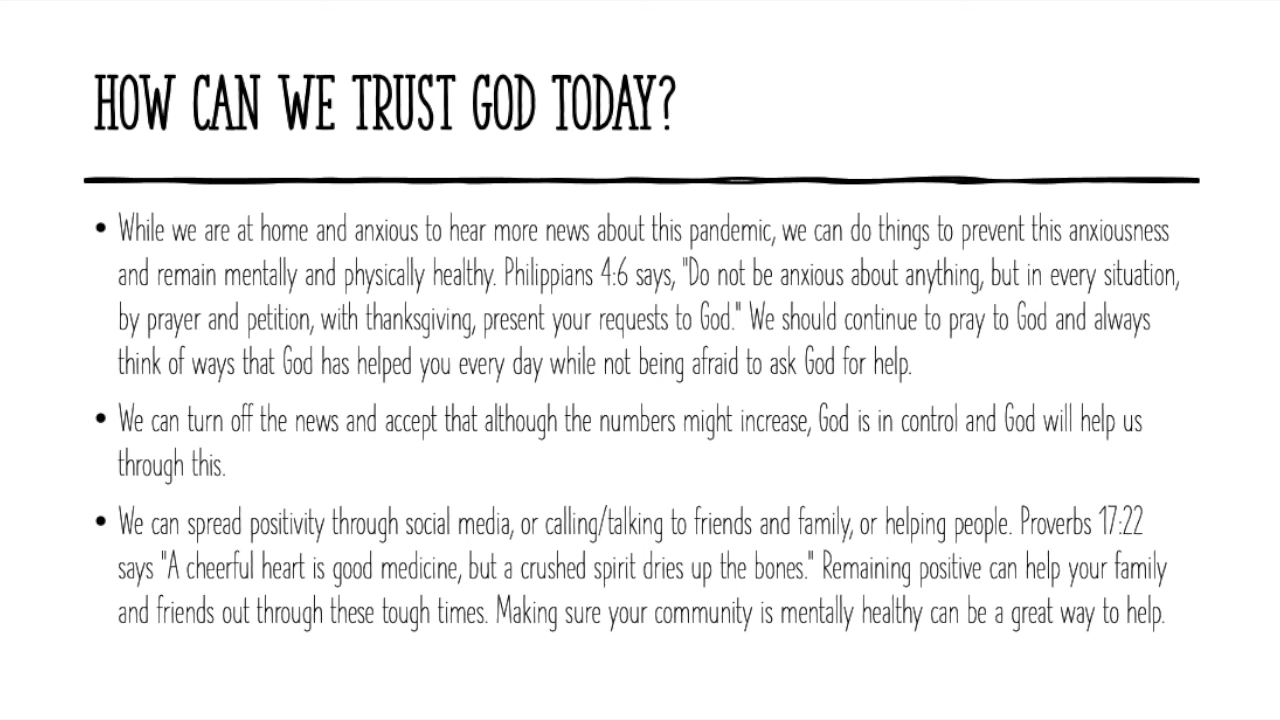 HOW CAN WE TRUST GOD TODAY?
• While we are at home and anxious to hear more news about this pandemic, we can do things to prevent this anxiousness
and remain mentally and physically healthy. Philippians 4:6 says, "Do not be anxious about anything, but in every situation,
by prayer and petition, with thanksgiving, present your requests to God." We should continue to pray to God and always
think of ways that God has helped you every day while not being afraid to ask God for help.
• We can turn off the news and accept that although the numbers might increase, God is in control and God will help us
through this.
• We can spread positivity through social media, or calling/talking to friends and family, or helping people. Proverbs 17:22
says "A cheerful heart is good medicine, but a crushed spirit dries up the bones." Remaining positive can help your family
and friends out through these tough times. Making sure your community is mentally healthy can be a great way to help.